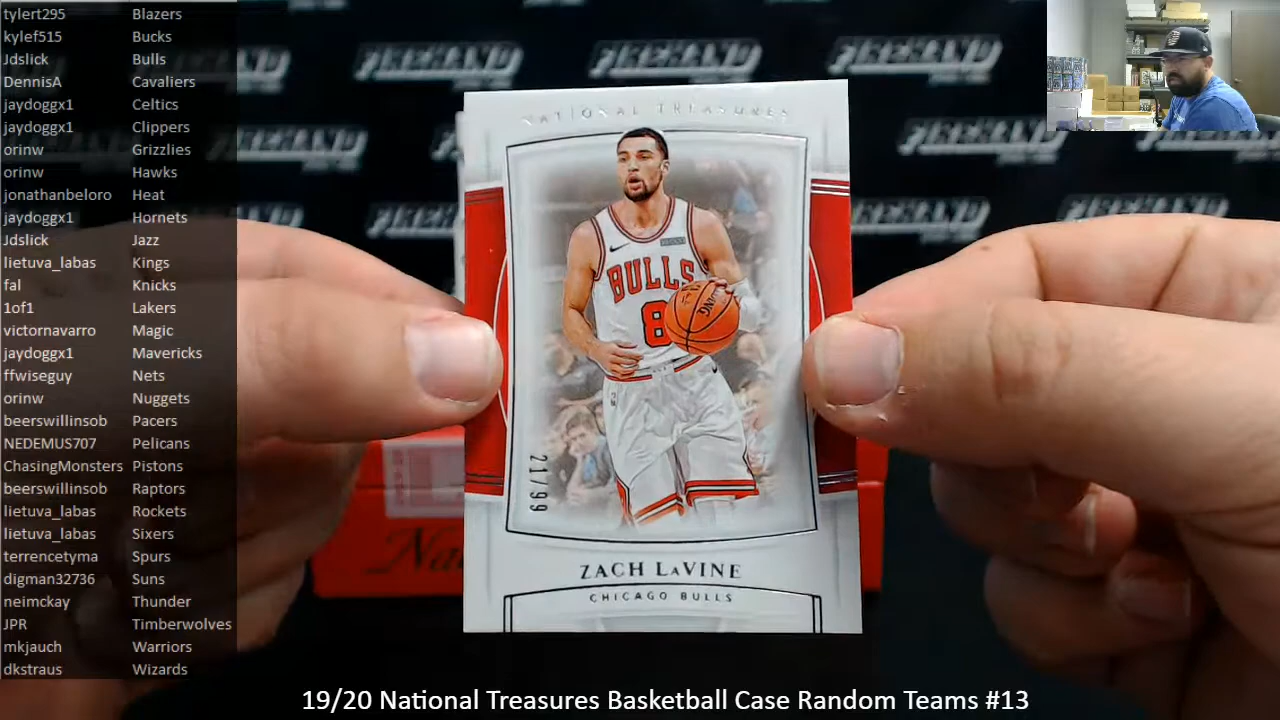 tylert295 Blazers
kylef515 Bucks
Jdslick Bulls
DennisA Cavaliers
jaydoggx1 Celtics
jaydoggx1 Clippers
orinw Grizzlies
orinw Hawks
jonathanbeloro Heat
jaydoggx1 Hornets
Jdslick Jazz
lietuva_labas Kings
fal Knicks
1of1 Lakers
victornavarro Magic
jaydoggx1 Mavericks
ffwiseguy Nets
orinw Nuggets
beerswillinsob Pacers
NEDEMUS707 Pelicans
ChasingMonsters Pistons
beerswillinsob Raptors
lietuva_labas Rockets
lietuva_labas Sixers
terrencetyma Spurs
digman32736 Suns
neimckay Thunder
JPR Timberwolves
mkjauch Warriors
dkstraus Wizards
FIREHAND
NATIONAL TREASURES
BULLS
8
21/99
ZACH LaVINE
CHICAGO BULLS
19/20 National Treasures Basketball Case Random Teams #13